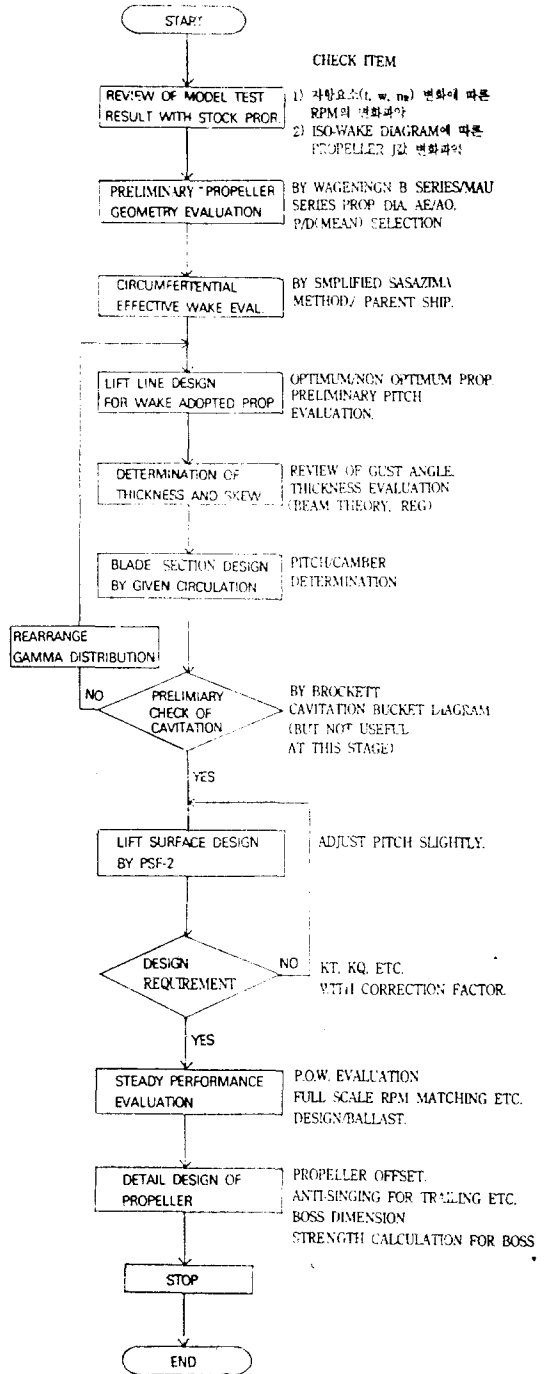 START
CHECK ITEM
REVIEW OF MODEL TEST
RESULT WITH STOCK PROR.
1) 자항요소(t, w, nR) 변화에 따른
RPM의 변화파악
2) ISO-WAKE DIAGRAM에 따른
PROPELLER J값 변화파악
PRELIMINARY PROPELLER
GEOMETRY EVALUATION
BY WAGENINGN B SERIES/MAU
SERIES PROP DIA. AE/AO.
P/D(MEAN) SELECTION
CIRCUMFERTENTIAL
EFFECTIVE WAKE EVAL.
BY SMPLIFIED SASAZIMA
METHOD/ PARENT SHIP.
LIFT LINE DESIGN
FOR WAKE ADOPTED PROP
OPTIMUM/NON OPTIMUM PROP.
PRELIMINARY PITCH
EVALUATION.
DETERMINATION OF
THICKNESS AND SKEW
REVIEW OF GUST ANGLE.
THICKNESS EVALUATION
(BEAM THEORY, REG)
BLADE SECTION DESIGN
BY GIVEN CIRCULATION
PITCH/CAMBER
DETERMINATION
REARRANGE
GAMMA DISTRIBUTION
NO
PRELIMIARY
CHECK OF
CAVITATION
BY BROCKETT
CAVITATION BUCKET DIAGRAM
(BUT NOT USEFUL
AT THIS STAGE)
YES
LIFT SURFACE DESIGN
BY PSF-2
ADJUST PITCH SLIGHTLY.
DESIGN
REQUIREMENT
NO
KT. KQ. ETC.
WITH CORRECTION FACTOR.
YES
STEADY PERFORMANCE
EVALUATION
P.O.W. EVALUATION
FULL SCALE RPM MATCHING ETC.
DESIGN/BALLAST.
DETAIL DESIGN OF
PROPELLER
PROPELLER OFFSET.
ANTI-SINGING FOR TRAILING ETC.
BOSS DIMENSION
STRENGTH CALCULATION FOR BOSS
STOP
END